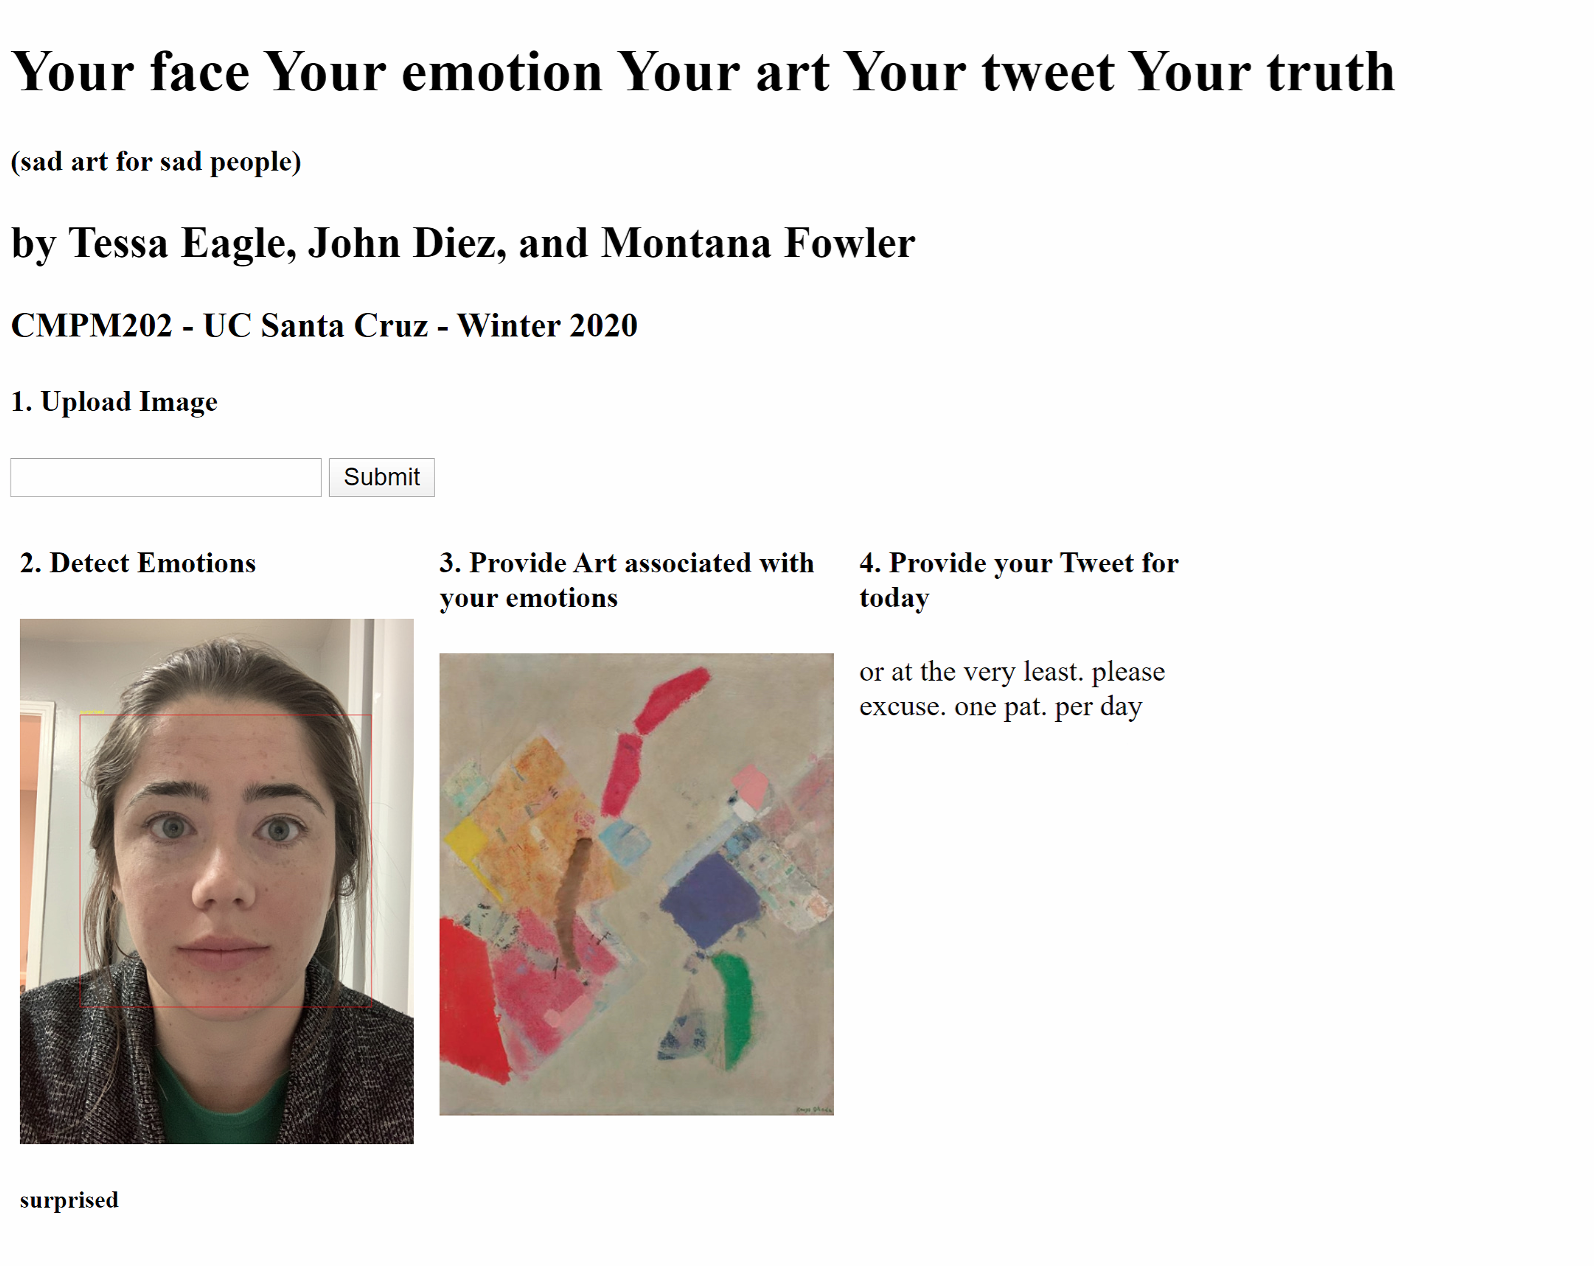 Your face Your emotion Your art Your tweet Your truth
(sad art for sad people)
by Tessa Eagle, John Diez, and Montana Fowler
CMPM202 - UC Santa Cruz - Winter 2020
1. Upload Image
Submit
2. Detect Emotions
surprised
3. Provide Art associated with
your emotions
4. Provide your Tweet for
today
or at the very least. please
excuse. one pat. per day